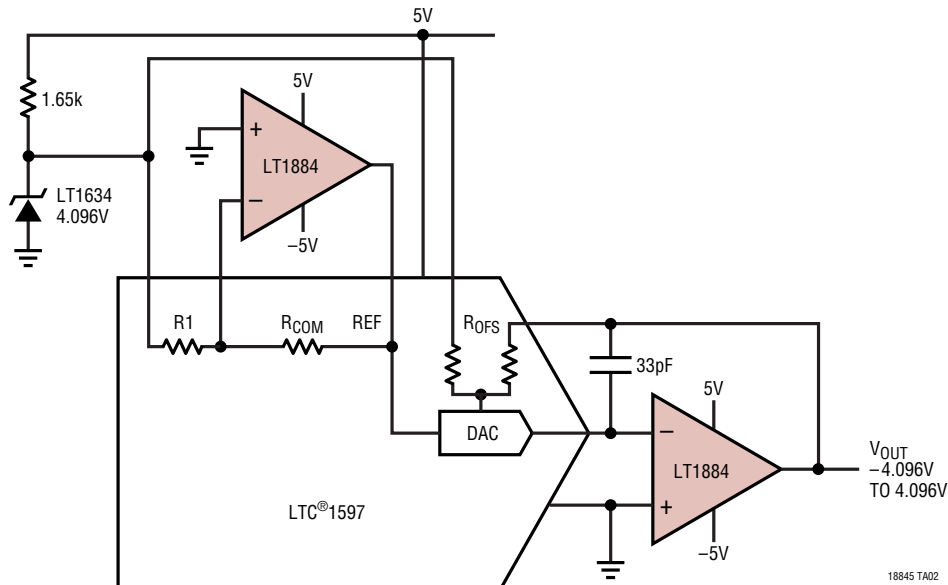 5V
1.65k
5V
+
LT1884
–
–5V
LT1634
4.096V
R1
RCOM
REF
ROFS
33pF
DAC
5V
–
LT1884
+
–5V
VOUT
–4.096V
TO 4.096V
LTC®1597
18845 TA02